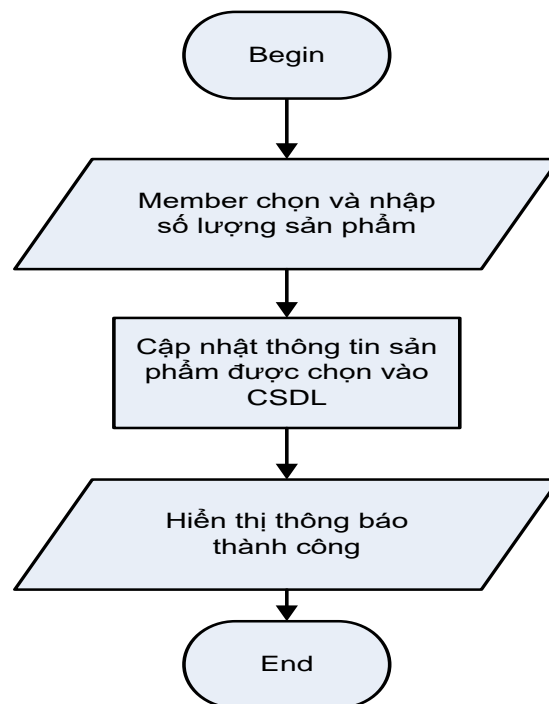 Begin
Member chọn và nhập
số lượng sản phẩm
Cập nhật thông tin sản
phẩm được chọn vào
CSDL
Hiển thị thông báo
thành công
End